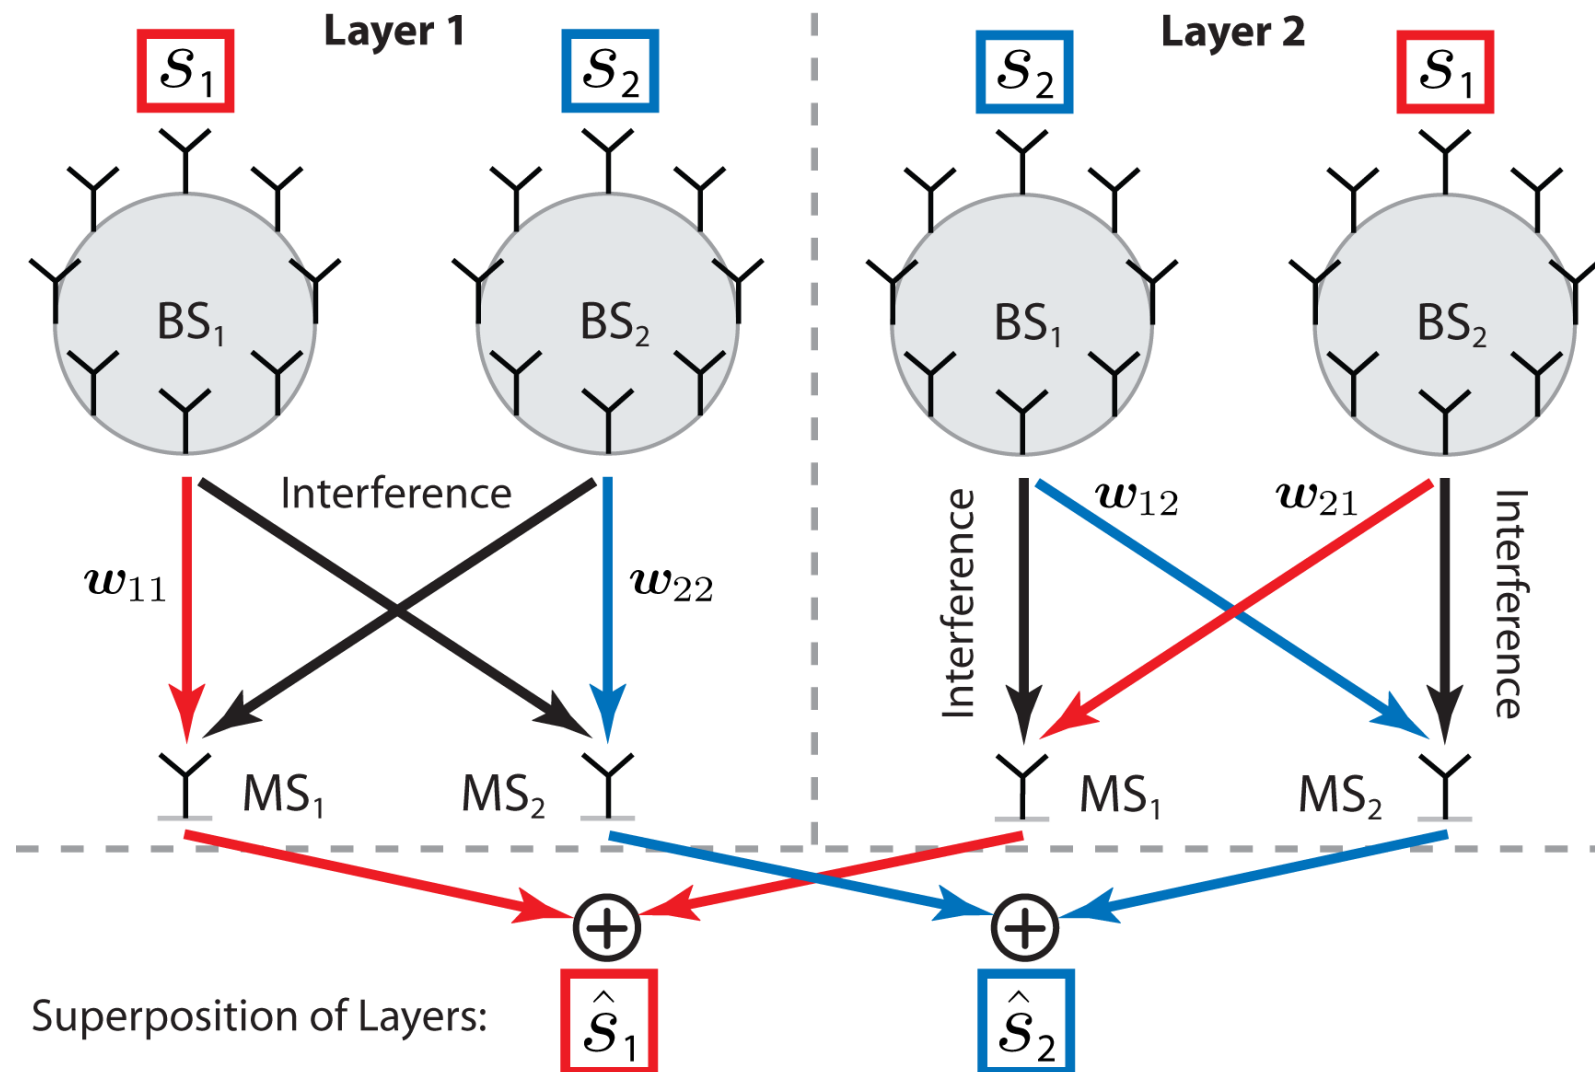 Layer 1
Layer 2
s₁
s₂
s₂
s₁
BS₁
BS₂
BS₁
BS₂
Interference
w₁₁
w₂₂
Interference
w₁₂
w₂₁
Interference
MS₁
MS₂
MS₁
MS₂
Superposition of Layers:
ŝ₁
ŝ₂